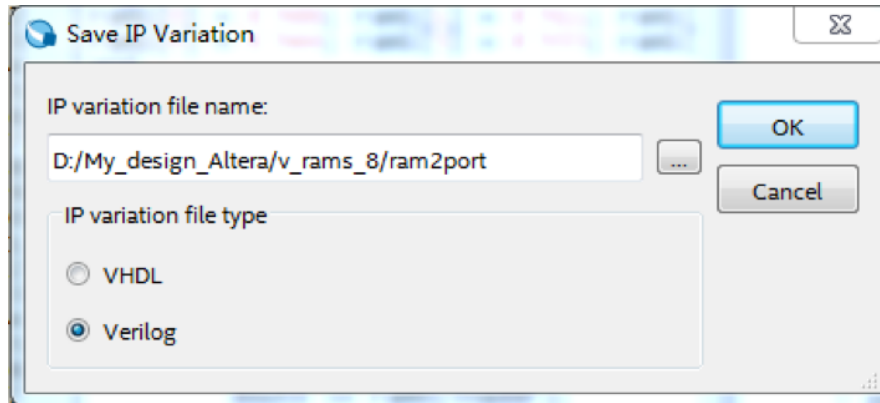 Save IP Variation
IP variation file name:
D:/My_design_Altera/v_rams_8/ram2port
...
OK
Cancel
IP variation file type
VHDL
Verilog